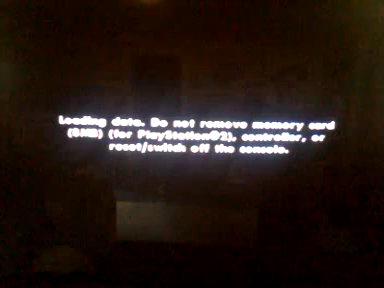 Loading data. Do not remove memory card
(8MB) (for PlayStation®2), controller, or
reset/switch off the console.